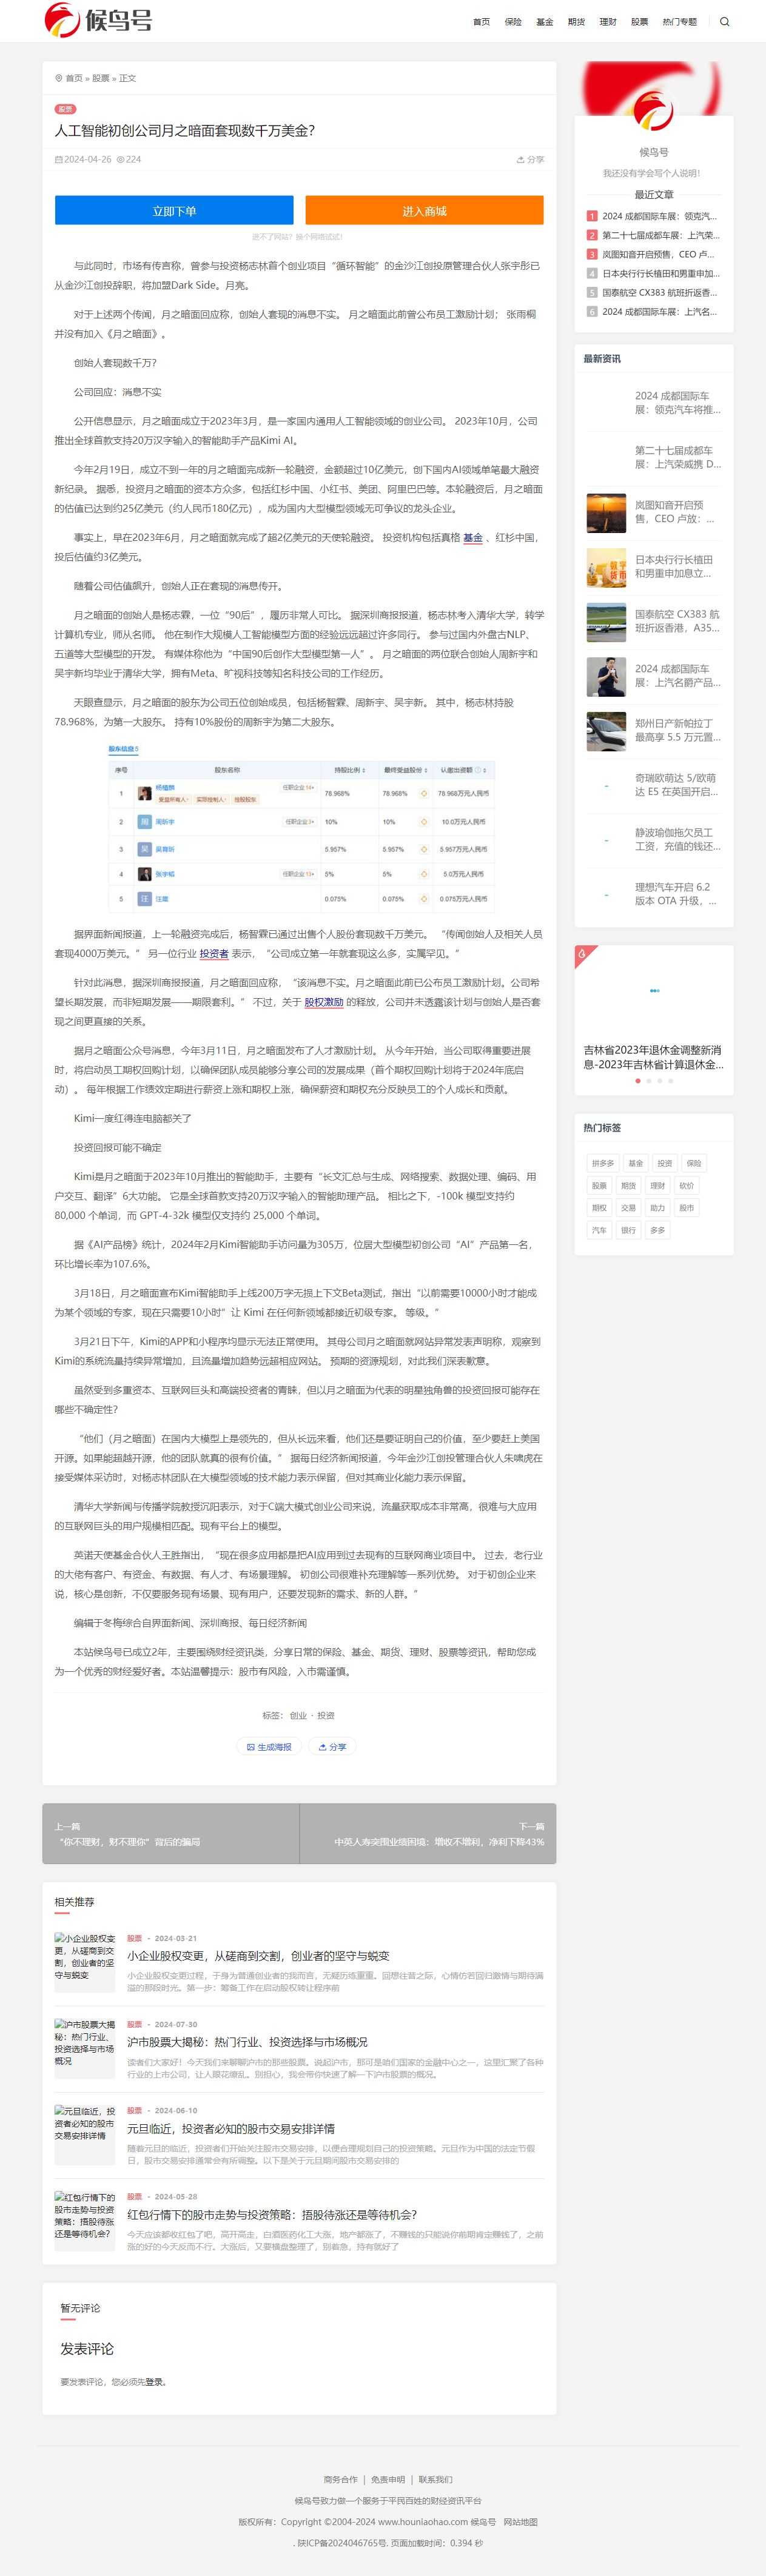 候鸟号
首页 保险 基金 期货 理财 股票 热门专题
首页 » 股票 » 正文
股票
人工智能初创公司月之暗面套现数千万美金?
2024-04-26 224
分享
立即下单
进入商城
进不了网站? 换个网络试试!
与此同时，市场有传言称，曾参与投资杨志林首个创业项目“循环智能”的金沙江创投原管理合伙人张宇彤已
从金沙江创投辞职，将加盟Dark Side。月亮。
对于上述两个传闻，月之暗面回应称，创始人套现的消息不实。 月之暗面此前曾公布员工激励计划； 张雨桐
并没有加入《月之暗面》。
创始人套现数千万?
公司回应：消息不实
公开信息显示，月之暗面成立于2023年3月，是一家国内通用人工智能领域的创业公司。 2023年10月，公司
推出全球首款支持20万汉字输入的智能助手产品Kimi AI。
今年2月19日，成立不到一年的月之暗面完成新一轮融资，金额超过10亿美元，创下国内AI领域单笔最大融资
新纪录。 据悉，投资月之暗面的资本方众多，包括红杉中国、小红书、美团、阿里巴巴等。本轮融资后，月之暗面
的估值已达到约25亿美元（约人民币180亿元），成为国内大型模型领域无可争议的龙头企业。
事实上，早在2023年6月，月之暗面就完成了超2亿美元的天使轮融资。 投资机构包括真格 基金 、红杉中国，
投后估值约3亿美元。
随着公司估值飙升，创始人正在套现的消息传开。
月之暗面的创始人是杨志霖，一位“90后”，履历非常人可比。 据深圳商报报道，杨志林考入清华大学，转学
计算机专业，师从名师。 他在制作大规模人工智能模型方面的经验远远超过许多同行。 参与过国内外盘古NLP、
五道等大型模型的开发。 有媒体称他为“中国90后创作大型模型第一人”。 月之暗面的两位联合创始人周新宇和
吴宇新均毕业于清华大学，拥有Meta、旷视科技等知名科技公司的工作经历。
天眼查显示，月之暗面的股东为公司五位创始成员，包括杨智霖、周新宇、吴宇新。 其中，杨志林持股
78.968%，为第一大股东。 持有10%股份的周新宇为第二大股东。
股东信息5
序号 股东名称 持股比例 最终受益股份 认缴出资额
1 杨植麟 任职企业14 78.968% 78.968% 78.968万元人民币
受益所有人 实际控制人 控股股东
2 周 周昕宇 任职企业3 10% 10% 10.0万元人民币
3 吴 吴育昕 5.957% 5.957% 5.957万元人民币
4 张宇韬 任职企业13 5% 5% 5.0万元人民币
5 汪 汪箴 0.075% 0.075% 0.075万元人民币
据界面新闻报道，上一轮融资完成后，杨智霖已通过出售个人股份套现数千万美元。 “传闻创始人及相关人员
套现4000万美元。” 另一位行业 投资者 表示，“公司成立第一年就套现这么多，实属罕见。”
针对此消息，据深圳商报报道，月之暗面回应称，“该消息不实。月之暗面此前已公布员工激励计划。公司希
望长期发展，而非短期发展——期限套利。” 不过，关于 股权激励 的释放，公司并未透露该计划与创始人是否套
现之间更直接的关系。
据月之暗面公众号消息，今年3月11日，月之暗面发布了人才激励计划。 从今年开始，当公司取得重要进展
时，将启动员工期权回购计划，以确保团队成员能够分享公司的发展成果（首个期权回购计划将于2024年底启
动）。 每年根据工作绩效定期进行薪资上涨和期权上涨，确保薪资和期权充分反映员工的个人成长和贡献。
Kimi一度红得连电脑都关了
投资回报可能不确定
Kimi是月之暗面于2023年10月推出的智能助手，主要有“长文汇总与生成、网络搜索、数据处理、编码、用
户交互、翻译”6大功能。 它是全球首款支持20万汉字输入的智能助理产品。 相比之下，-100k 模型支持约
80,000 个单词，而 GPT-4-32k 模型仅支持约 25,000 个单词。
据《AI产品榜》统计，2024年2月Kimi智能助手访问量为305万，位居大型模型初创公司“AI”产品第一名，
环比增长率为107.6%。
3月18日，月之暗面宣布Kimi智能助手上线200万字无损上下文Beta测试，指出“以前需要10000小时才能成
为某个领域的专家，现在只需要10小时”让 Kimi 在任何新领域都接近初级专家。 等级。”
3月21日下午，Kimi的APP和小程序均显示无法正常使用。 其母公司月之暗面就网站异常发表声明称，观察到
Kimi的系统流量持续异常增加，且流量增加趋势远超相应网站。 预期的资源规划，对此我们深表歉意。
虽然受到多重资本、互联网巨头和高端投资者的青睐，但以月之暗面为代表的明星独角兽的投资回报可能存在
哪些不确定性?
“他们（月之暗面）在国内大模型上是领先的，但从长远来看，他们还是要证明自己的价值，至少要赶上美国
开源。如果能超越开源，他的团队就真的很有价值。” 据每日经济新闻报道，今年金沙江创投管理合伙人朱啸虎在
接受媒体采访时，对杨志林团队在大模型领域的技术能力表示保留，但对其商业化能力表示保留。
清华大学新闻与传播学院教授沉阳表示，对于C端大模式创业公司来说，流量获取成本非常高，很难与大应用
的互联网巨头的用户规模相匹配。现有平台上的模型。
英诺天使基金合伙人王胜指出，“现在很多应用都是把AI应用到过去现有的互联网商业项目中。 过去，老行业
的大佬有客户、有资金、有数据、有人才、有场景理解。 初创公司很难补充理解等一系列优势。 对于初创企业来
说，核心是创新，不仅要服务现有场景、现有用户，还要发现新的需求、新的人群。”
编辑于冬梅综合自界面新闻、深圳商报、每日经济新闻
本站候鸟号已成立2年，主要围绕财经资讯类，分享日常的保险、基金、期货、理财、股票等资讯，帮助您成
为一个优秀的财经爱好者。本站温馨提示：股市有风险，入市需谨慎。
标签： 创业 · 投资
生成海报 分享
上一篇
“你不理财，财不理你”背后的骗局
下一篇
中英人寿突围业绩困境：增收不增利，净利下降43%
相关推荐
小企业股权变更，从磋商到交割，创业者的坚守与蜕变
股票 • 2024-03-21
小企业股权变更，从磋商到交割，创业者的坚守与蜕变
小企业股权变更过程，于身为普通创业者的我而言，无疑历练重重。回想往昔之际，心情仿若回归激情与期待满
溢的那段时光。第一步：筹备工作在启动股权转让程序前
沪市股票大揭秘：热门行业、投资选择与市场概况
股票 • 2024-07-30
沪市股票大揭秘：热门行业、投资选择与市场概况
读者们大家好！今天我们来聊聊沪市的那些股票。说起沪市，那可是咱们国家的金融中心之一，这里汇聚了各种
行业的上市公司，让人眼花缭乱。别担心，我会带你快速了解一下沪市股票的概况。
元旦临近，投资者必知的股市交易安排详情
股票 • 2024-06-10
元旦临近，投资者必知的股市交易安排详情
随着元旦的临近，投资者们开始关注股市交易安排，以便合理规划自己的投资策略。元旦作为中国的法定节假
日，股市交易安排通常会有所调整。以下是关于元旦期间股市交易安排的
红包行情下的股市走势与投资策略：捂股待涨还是等待机会?
股票 • 2024-05-28
红包行情下的股市走势与投资策略：捂股待涨还是等待机会?
今天应该都收红包了吧，高开高走，白酒医药化工大涨，地产都涨了，不赚钱的只能说你前期肯定赚钱了，之前
涨的好的今天反而不行。大涨后，又要横盘整理了，别着急，持有就好了
暂无评论
发表评论
要发表评论，您必须先登录。
候鸟号
我还没有学会写个人说明！
最近文章
1 2024 成都国际车展：领克汽...
2 第二十七届成都车展：上汽荣...
3 岚图知音开启预售，CEO 卢...
4 日本央行行长植田和男重申加...
5 国泰航空 CX383 航班折返香...
6 2024 成都国际车展：上汽名...
最新资讯
2024 成都国际车
展：领克汽车将推...
第二十七届成都车
展：上汽荣威携 D...
岚图知音开启预
售，CEO 卢放：...
日本央行行长植田
和男重申加息立...
国泰航空 CX383 航
班折返香港，A35...
2024 成都国际车
展：上汽名爵产品...
郑州日产新帕拉丁
最高享 5.5 万元置...
奇瑞欧萌达 5/欧萌
达 E5 在英国开启...
静波瑜伽拖欠员工
工资，充值的钱还...
理想汽车开启 6.2
版本 OTA 升级，...
吉林省2023年退休金调整新消
息-2023年吉林省计算退休金...
热门标签
拼多多 基金 投资 保险
股票 期货 理财 砍价
期权 交易 助力 股市
汽车 银行 多多
商务合作 | 免责申明 | 联系我们
候鸟号致力做一个服务于平民百姓的财经资讯平台
版权所有：Copyright ©2004-2024 www.houniaohao.com 候鸟号 网站地图
. 陕ICP备2024046765号. 页面加载时间：0.394 秒